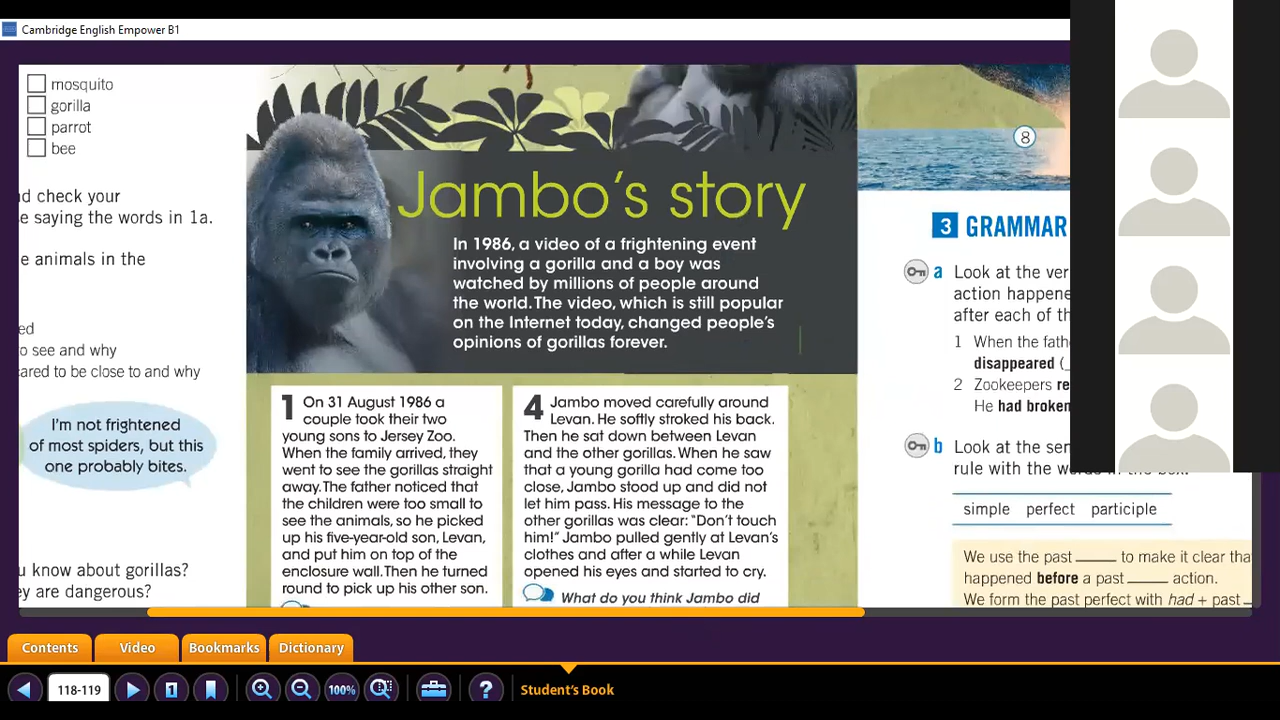 Cambridge English Empower B1
mosquito
gorilla
parrot
bee
nd check your
e saying the words in 1a.
e animals in the
ed
o see and why
cared to be close to and why
I'm not frightened
of most spiders, but this
one probably bites.
u know about gorillas?
ey are dangerous?
Jambo's story
In 1986, a video of a frightening event
involving a gorilla and a boy was
watched by millions of people around
the world. The video, which is still popular
on the Internet today, changed people's
opinions of gorillas forever.
1 On 31 August 1986 a
couple took their two
young sons to Jersey Zoo.
When the family arrived, they
went to see the gorillas straight
away. The father noticed that
the children were too small to
see the animals, so he picked
up his five-year-old son, Levan,
and put him on top of the
enclosure wall. Then he turned
round to pick up his other son.
4 Jambo moved carefully around
Levan. He softly stroked his back.
Then he sat down between Levan
and the other gorillas. When he saw
that a young gorilla had come too
close, Jambo stood up and did not
let him pass. His message to the
other gorillas was clear: "Don't touch
him!" Jambo pulled gently at Levan's
clothes and after a while Levan
opened his eyes and started to cry.
What do you think Jambo did
8
3 GRAMMAR
a Look at the ver
action happene
after each of th
1 When the fath
disappeared (_
2 Zookeepers re
He had broken
b Look at the sen
rule with the words in the box.
simple perfect participle
We use the past _____ to make it clear tha
happened before a past _____ action.
We form the past perfect with had + past _
Contents
Video
Bookmarks
Dictionary
118-119
1
100%
?
Student's Book